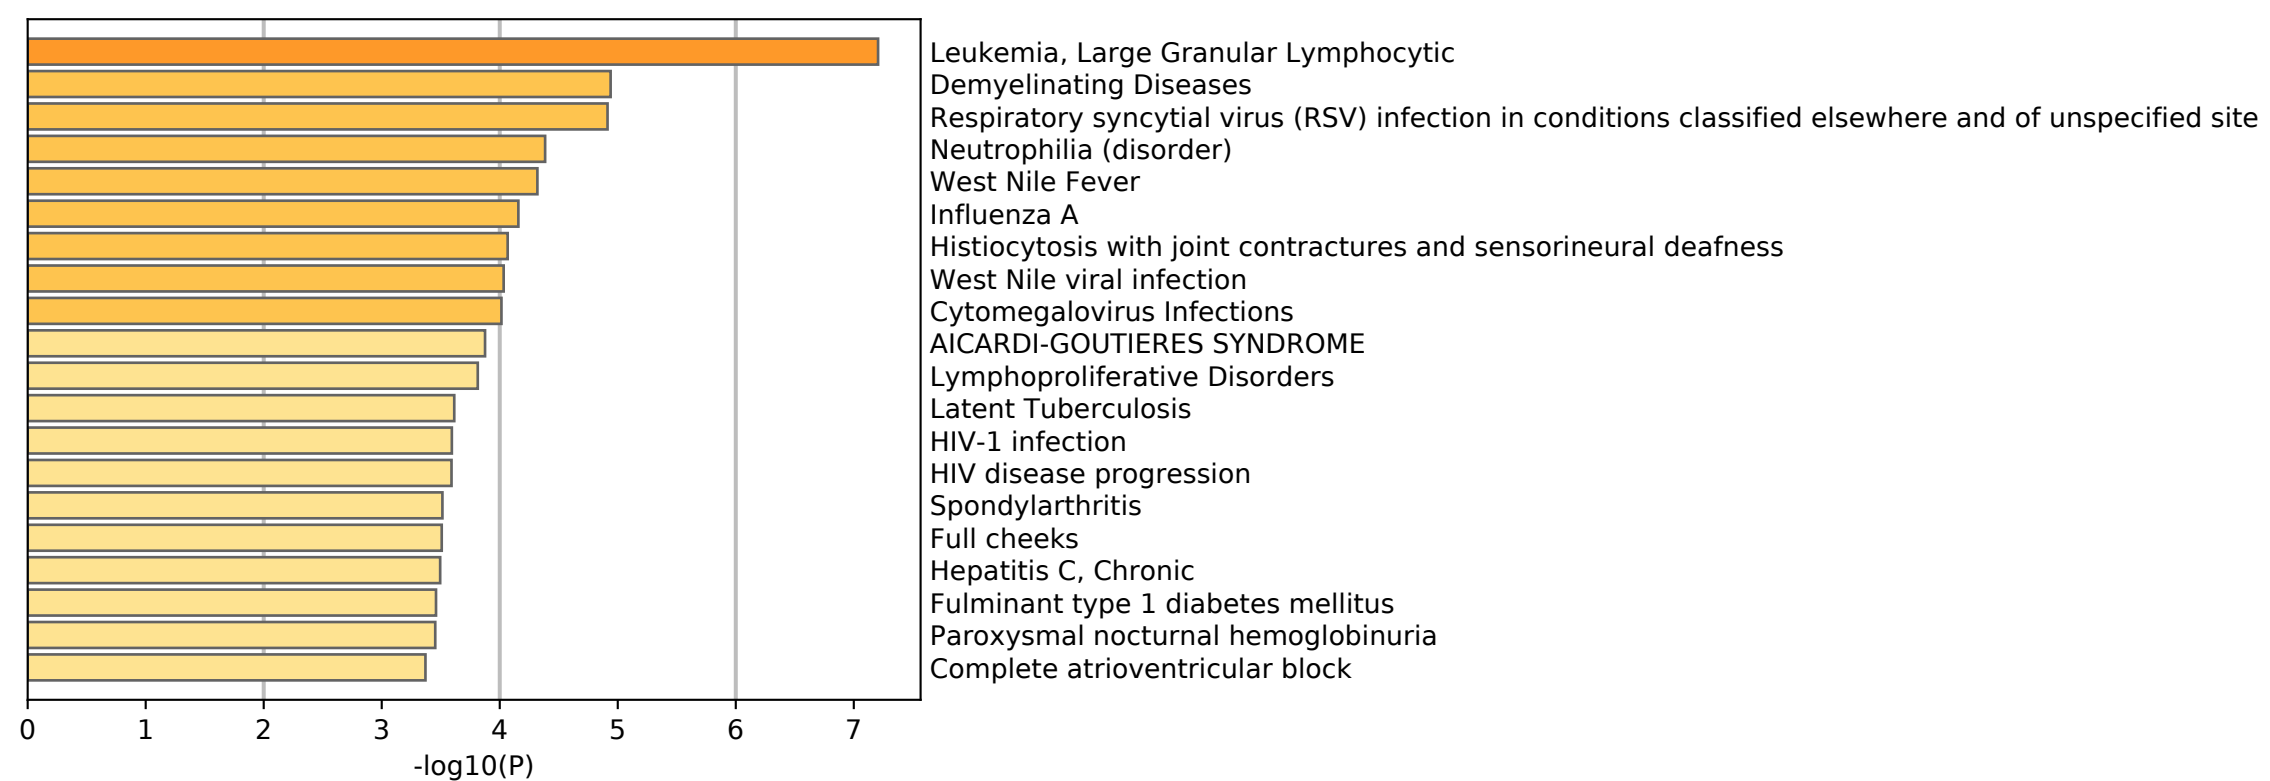 Leukemia, Large Granular Lymphocytic
Demyelinating Diseases
Respiratory syncytial virus (RSV) infection in conditions classified elsewhere and of unspecified site
Neutrophilia (disorder)
West Nile Fever
Influenza A
Histiocytosis with joint contractures and sensorineural deafness
West Nile viral infection
Cytomegalovirus Infections
AICARDI-GOUTIERES SYNDROME
Lymphoproliferative Disorders
Latent Tuberculosis
HIV-1 infection
HIV disease progression
Spondylarthritis
Full cheeks
Hepatitis C, Chronic
Fulminant type 1 diabetes mellitus
Paroxysmal nocturnal hemoglobinuria
Complete atrioventricular block
0 1 2 3 4 5 6 7
-log10(P)